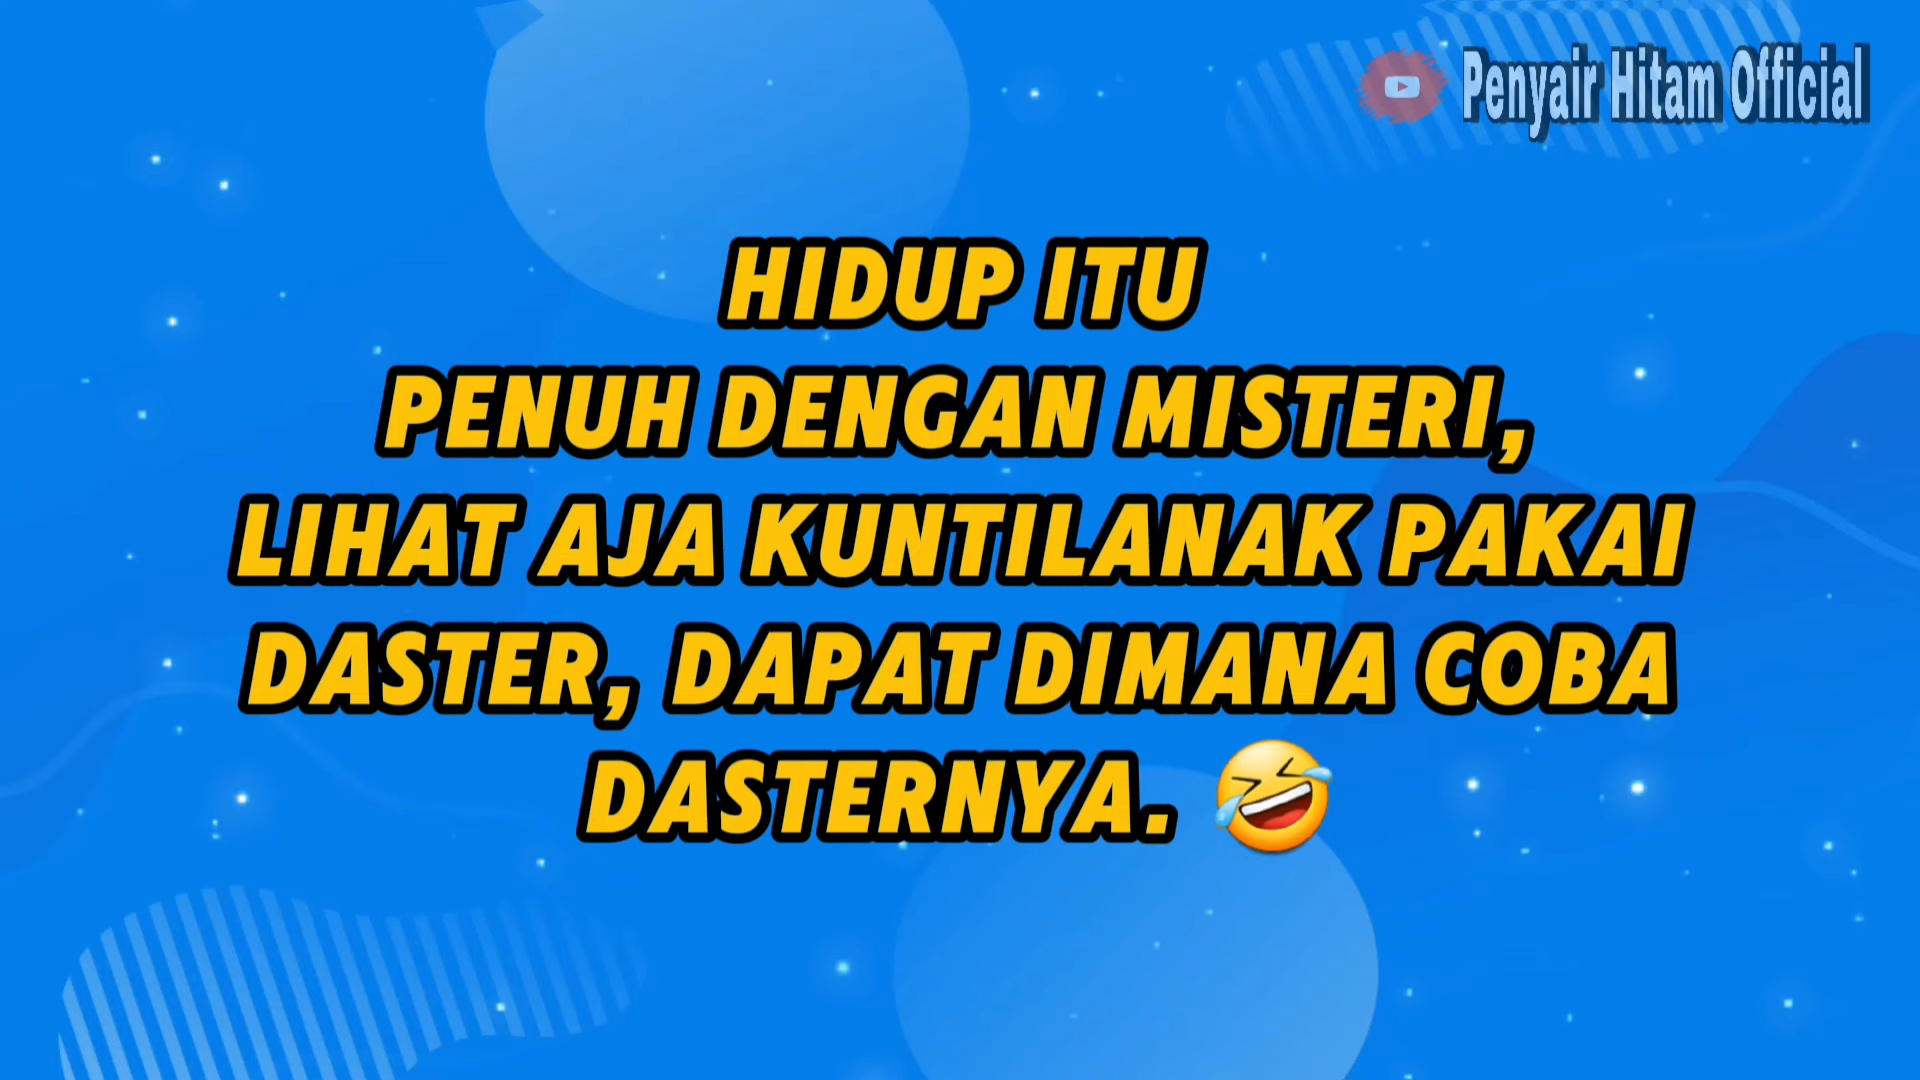 Penyair Hitam Official
HIDUP ITU
PENUH DENGAN MISTERI,
LIHAT AJA KUNTILANAK PAKAI
DASTER, DAPAT DIMANA COBA
DASTERNYA. 🤣